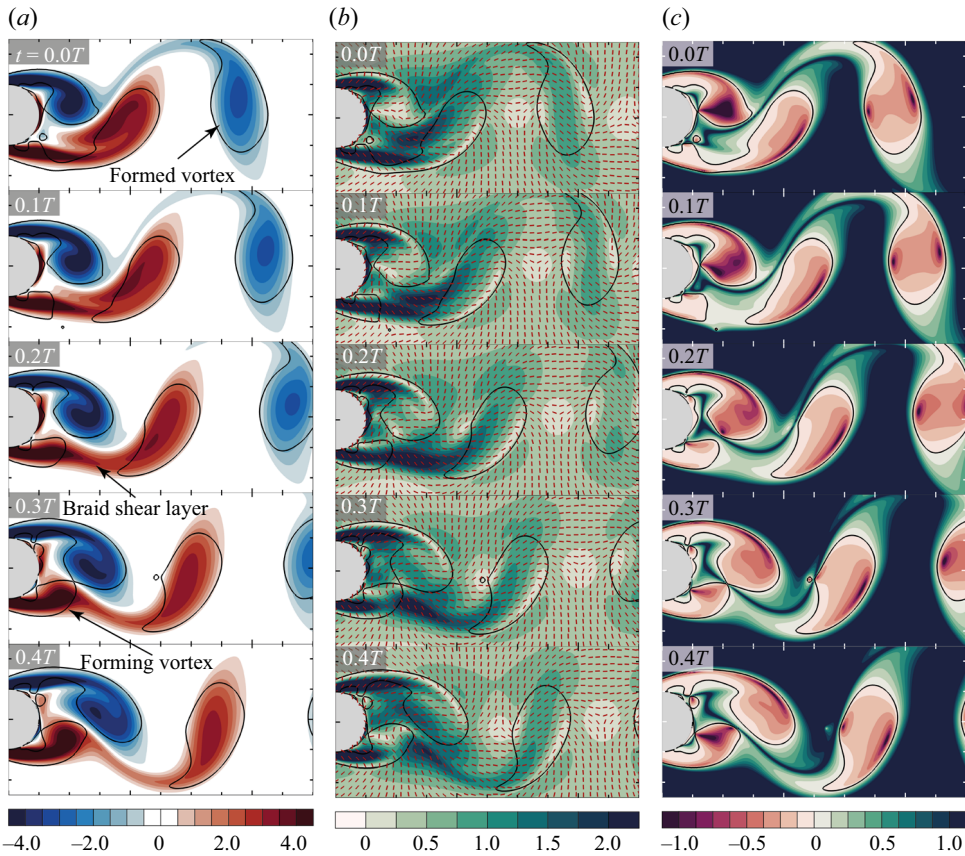 (a) (b) (c)
t = 0.0T 0.0T 0.0T
Formed vortex
0.1T 0.1T 0.1T
0.2T 0.2T 0.2T
Braid shear layer
0.3T 0.3T 0.3T
Forming vortex
0.4T 0.4T 0.4T
–4.0 –2.0 0 2.0 4.0 0 0.5 1.0 1.5 2.0 –1.0 –0.5 0 0.5 1.0